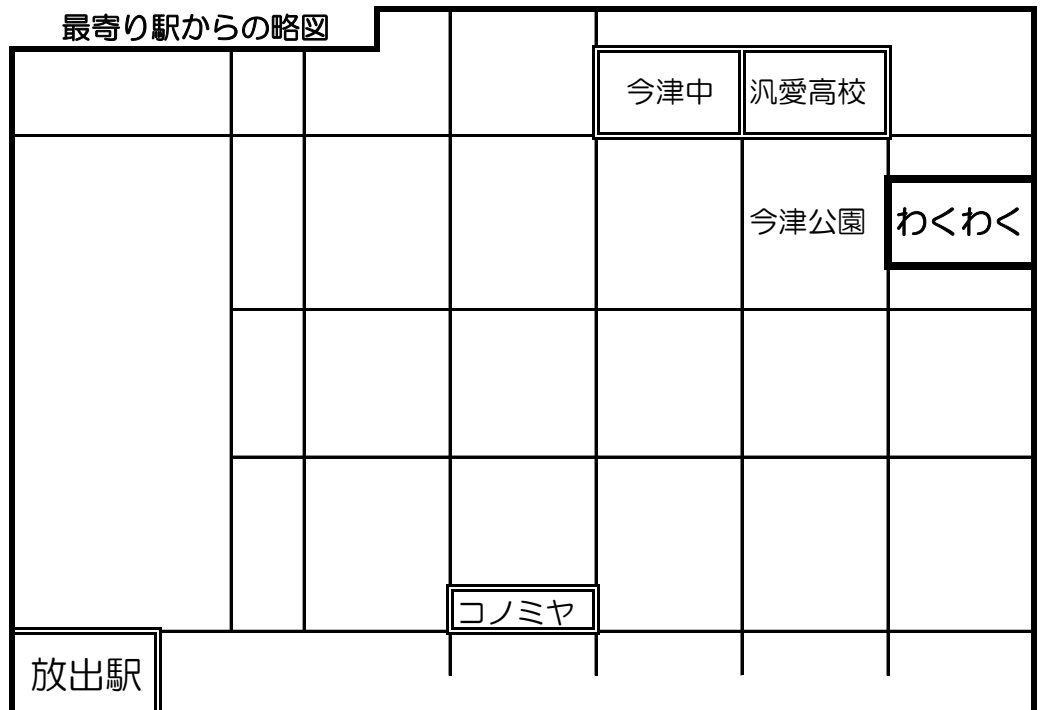 最寄り駅からの略図
今津中
汎愛高校
今津公園
わくわく
コノミヤ
放出駅